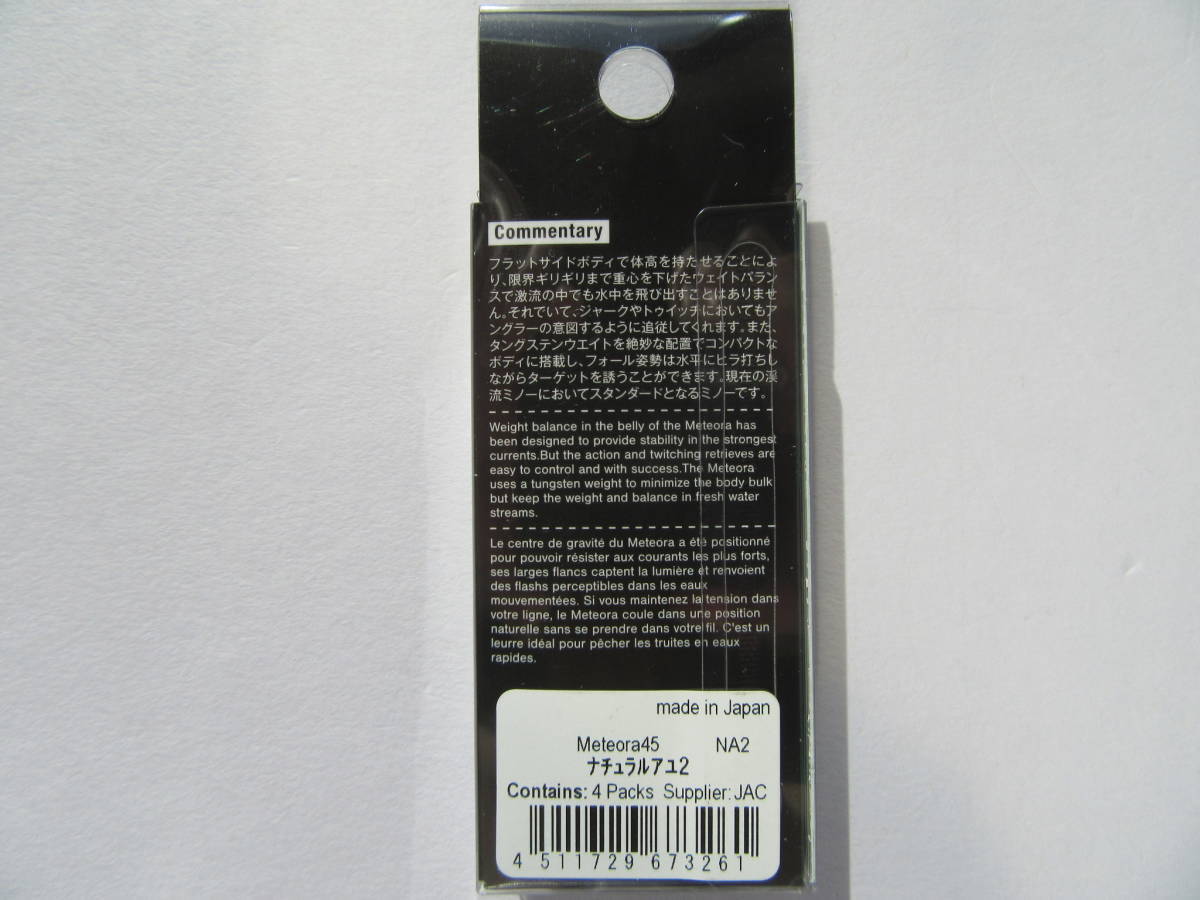 Commentary
フラットサイドボディで体高を持たせることによ
り、限界ギリギリまで重心を下げたウェイトバラン
スで激流の中でも水中を飛び出すことはありませ
ん。それでいて、ジャークやトゥイッチにおいてもア
ングラーの意図するように追従してくれます。また、
タングステンウエイトを絶妙な配置でコンパクトな
ボディに搭載し、フォール姿勢は水平にヒラ打ちし
ながらターゲットを誘うことができます。現在の渓
流ミノーにおいてスタンダードとなるミノーです。
Weight balance in the belly of the Meteora has
been designed to provide stability in the strongest
currents.But the action and twitching retrieves are
easy to control and with success.The Meteora
uses a tungsten weight to minimize the body bulk
but keep the weight and balance in fresh water
streams.
Le centre de gravité du Meteora a été positionné
pour pouvoir résister aux courants les plus forts,
ses larges flancs captent la lumière et renvoient
des flashs perceptibles dans les eaux
mouvementées. Si vous maintenez la tension dans
votre ligne, le Meteora coule dans une position
naturelle sans se prendre dans votre fil. C'est un
leurre idéal pour pêcher les truites en eaux
rapides.
made in Japan
Meteora45 NA2
ナチュラルアユ2
Contains: 4 Packs Supplier: JAC
4 511729 673261